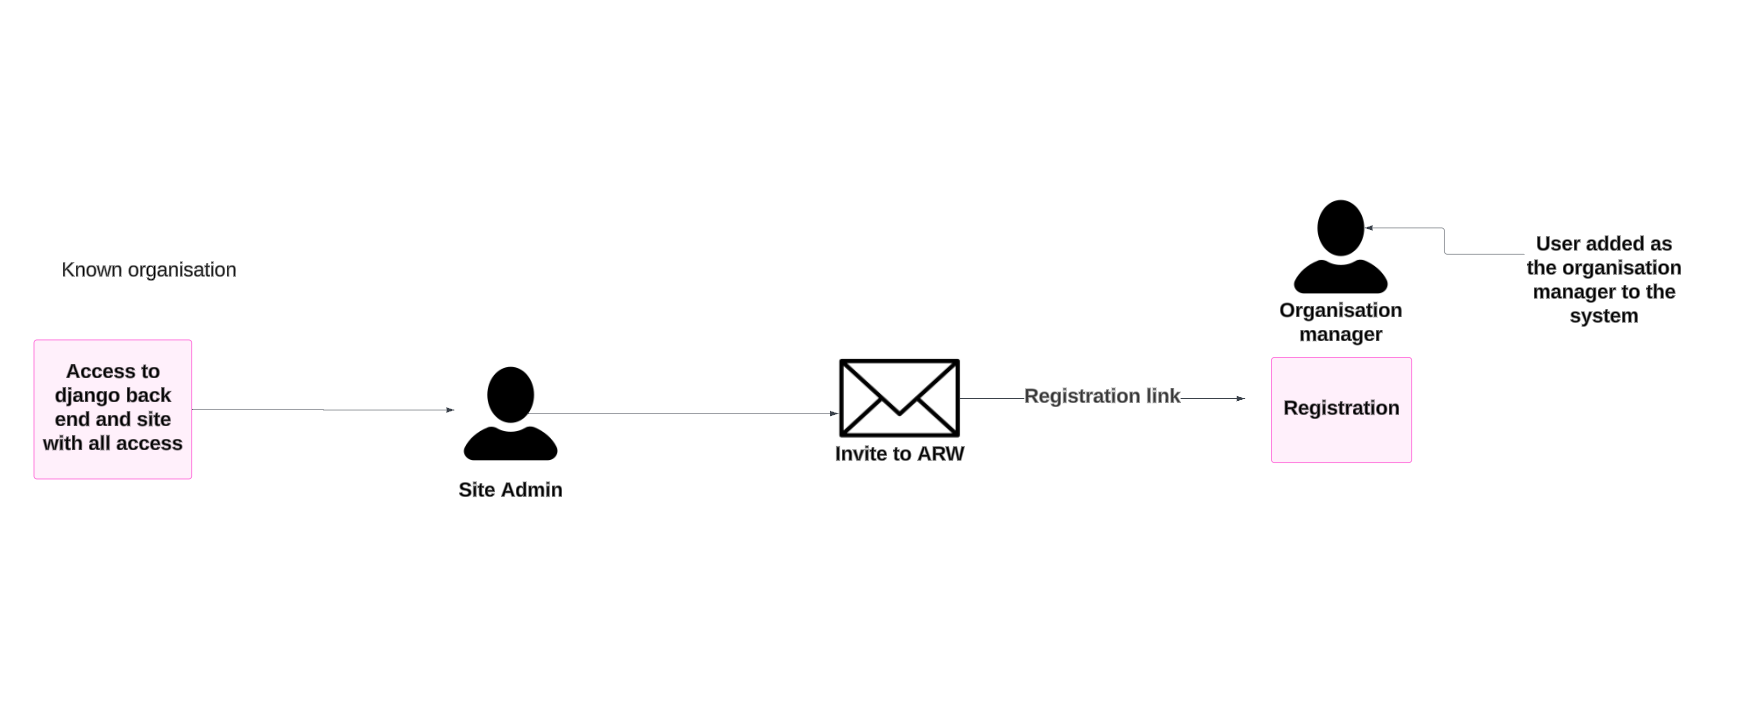 Known organisation
Access to
django back
end and site
with all access
Site Admin
Invite to ARW
Registration link
Organisation
manager
Registration
User added as
the organisation
manager to the
system